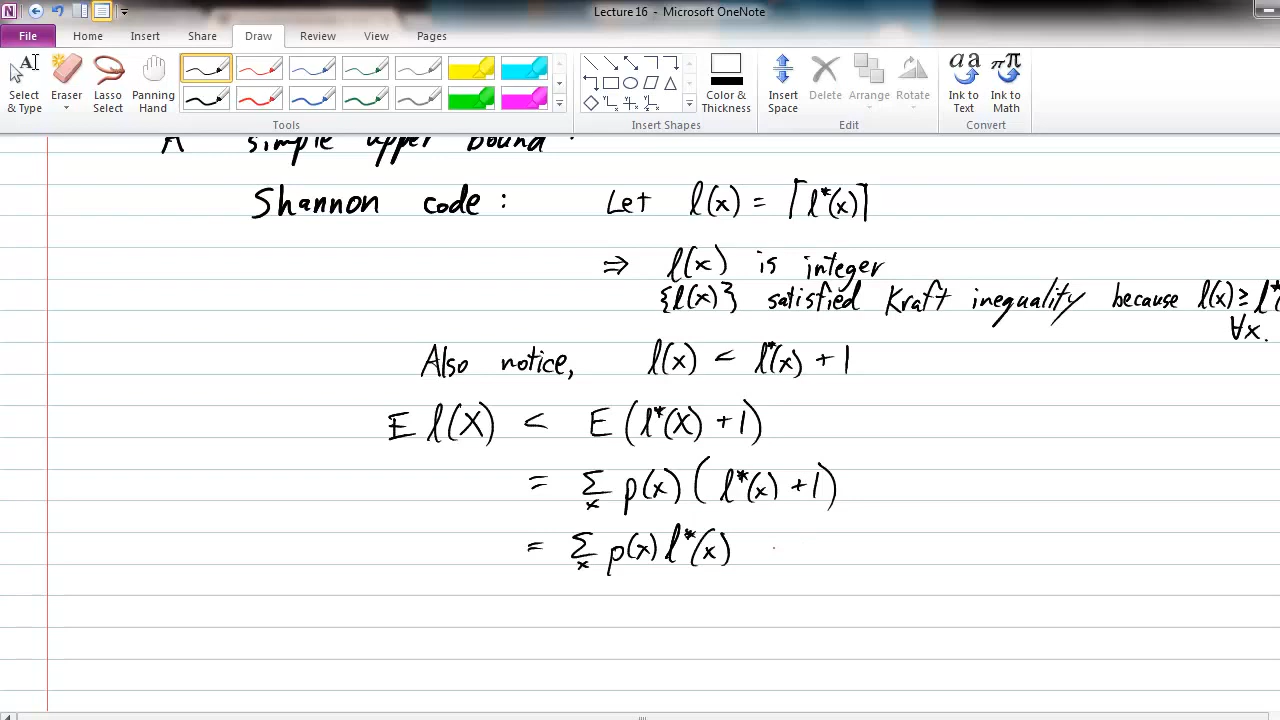 Lecture 16 - Microsoft OneNote
File Home Insert Share Draw Review View Pages
Select & Type
Eraser
Lasso Select
Panning Hand
Color & Thickness
Insert Space
Delete
Arrange
Rotate
Ink to Text
Ink to Math
Tools
Insert Shapes
Edit
Convert
A simple upper bound:
Shannon code: Let l(x) = ⌈l*(x)⌉
⇒ l(x) is integer
{l(x)} satisfied Kraft inequality because l(x) ≥ l*(
∀x.
Also notice, l(x) < l*(x) + 1
E l(X) < E (l*(X) + 1)
= Σ_x p(x) (l*(x) + 1)
= Σ_x p(x) l*(x)